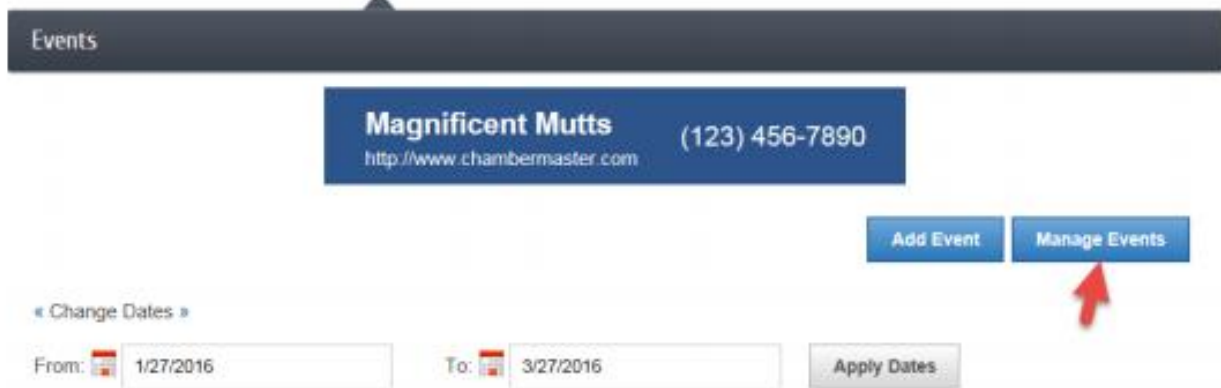 Events
Magnificent Mutts
http://www.chambermaster.com
(123) 456-7890
Add Event Manage Events
« Change Dates »
From: 1/27/2016 To: 3/27/2016 Apply Dates